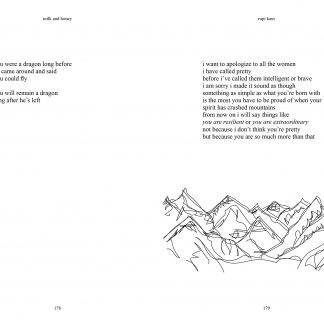 milk and honey
u were a dragon long before
came around and said
u could fly
u will remain a dragon
ng after he's left
178
rupi kaur
i want to apologize to all the women
i have called pretty
before i've called them intelligent or brave
i am sorry i made it sound as though
something as simple as what you're born with
is the most you have to be proud of when your
spirit has crushed mountains
from now on i will say things like
you are resilient or you are extraordinary
not because i don't think you're pretty
but because you are so much more than that
179